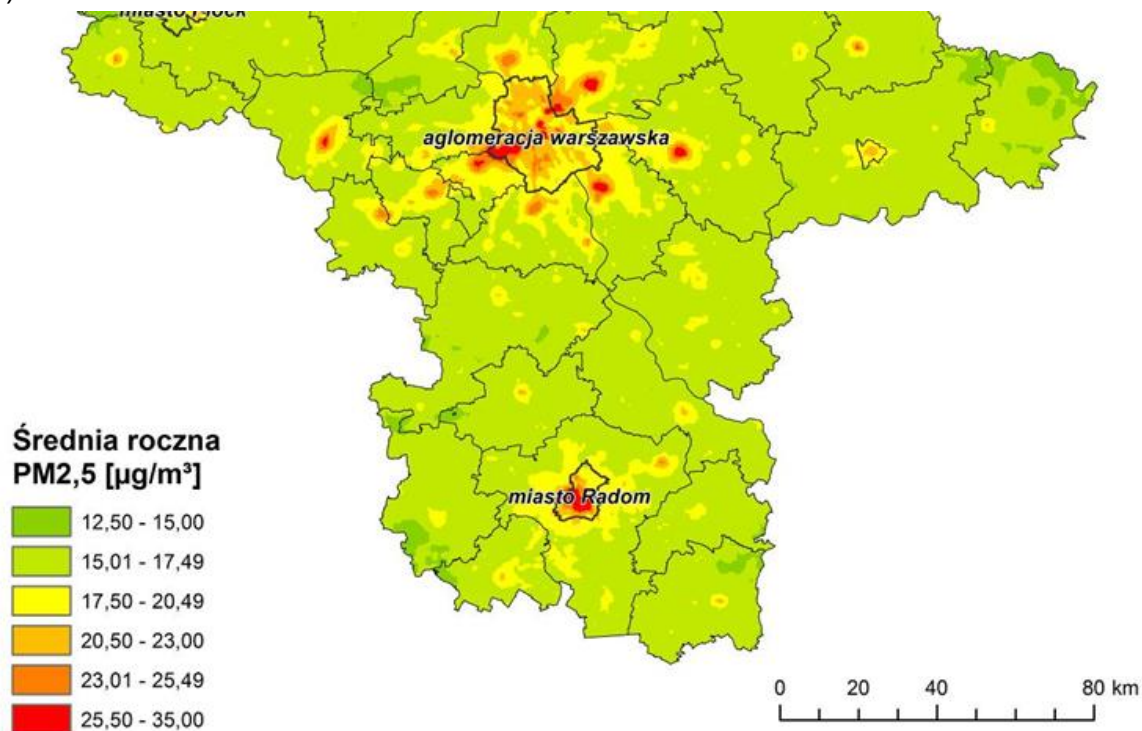 )
miasto Płock
aglomeracja warszawska
miasto Radom
Średnia roczna
PM2,5 [µg/m³]
12,50 - 15,00
15,01 - 17,49
17,50 - 20,49
20,50 - 23,00
23,01 - 25,49
25,50 - 35,00
0 20 40 80 km